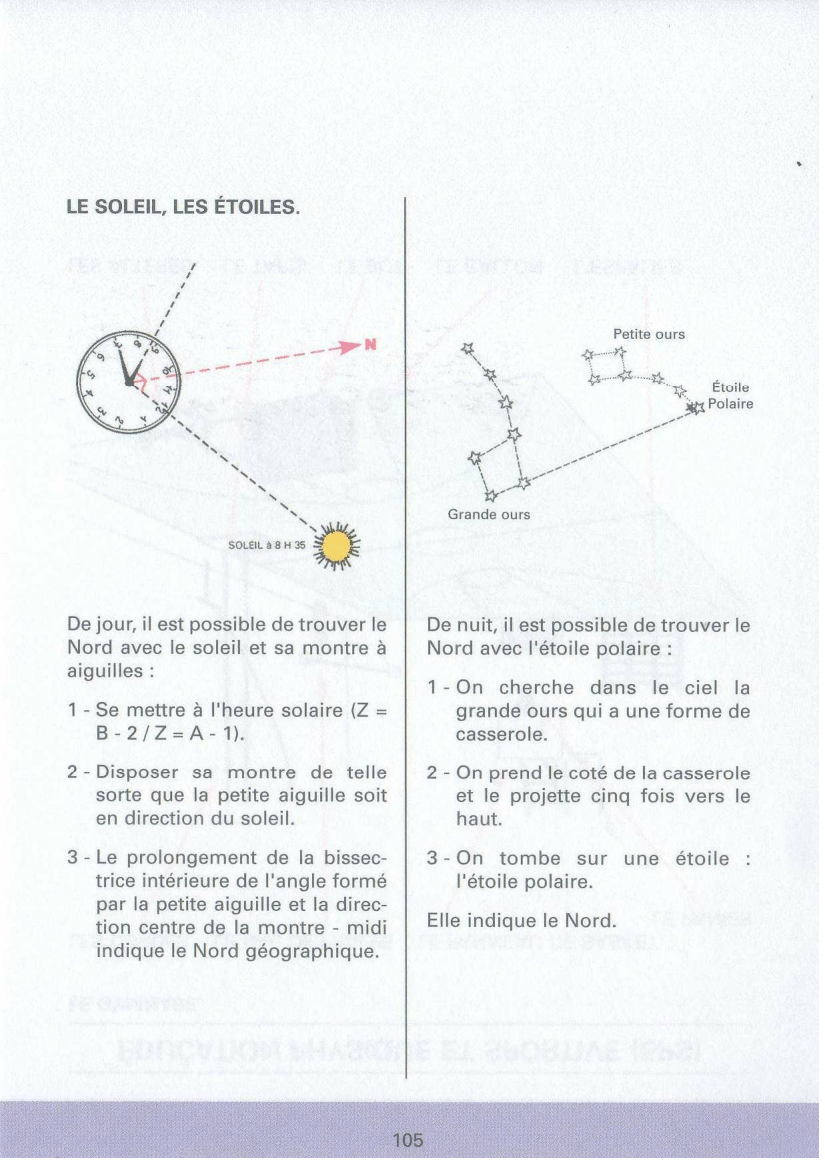 LE SOLEIL, LES ÉTOILES.
N
SOLEIL à 8 H 35
De jour, il est possible de trouver le
Nord avec le soleil et sa montre à
aiguilles :
1 - Se mettre à l'heure solaire (Z =
B - 2 / Z = A - 1).
2 - Disposer sa montre de telle
sorte que la petite aiguille soit
en direction du soleil.
3 - Le prolongement de la bissec-
trice intérieure de l'angle formé
par la petite aiguille et la direc-
tion centre de la montre - midi
indique le Nord géographique.
Petite ours
Étoile
Polaire
Grande ours
De nuit, il est possible de trouver le
Nord avec l'étoile polaire :
1 - On cherche dans le ciel la
grande ours qui a une forme de
casserole.
2 - On prend le coté de la casserole
et le projette cinq fois vers le
haut.
3 - On tombe sur une étoile :
l'étoile polaire.
Elle indique le Nord.
105